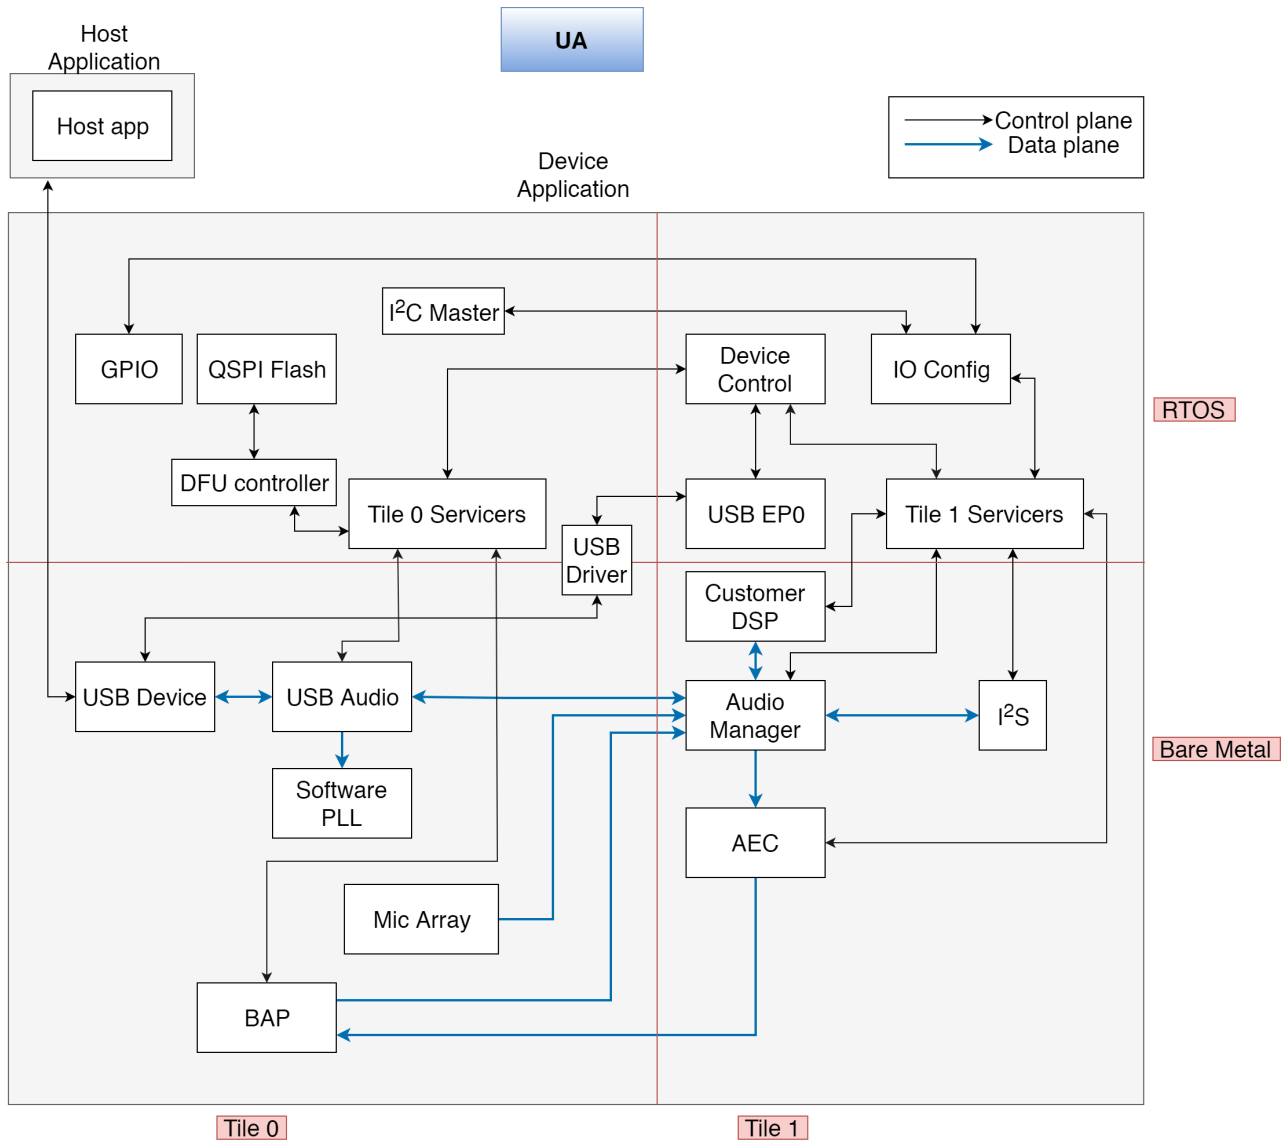 Host
Application
UA
Host app
Control plane
Data plane
Device
Application
I²C Master
GPIO
QSPI Flash
Device
Control
IO Config
RTOS
DFU controller
Tile 0 Servicers
USB EP0
Tile 1 Servicers
USB
Driver
Customer
DSP
USB Device
USB Audio
Audio
Manager
I²S
Bare Metal
Software
PLL
AEC
Mic Array
BAP
Tile 0
Tile 1